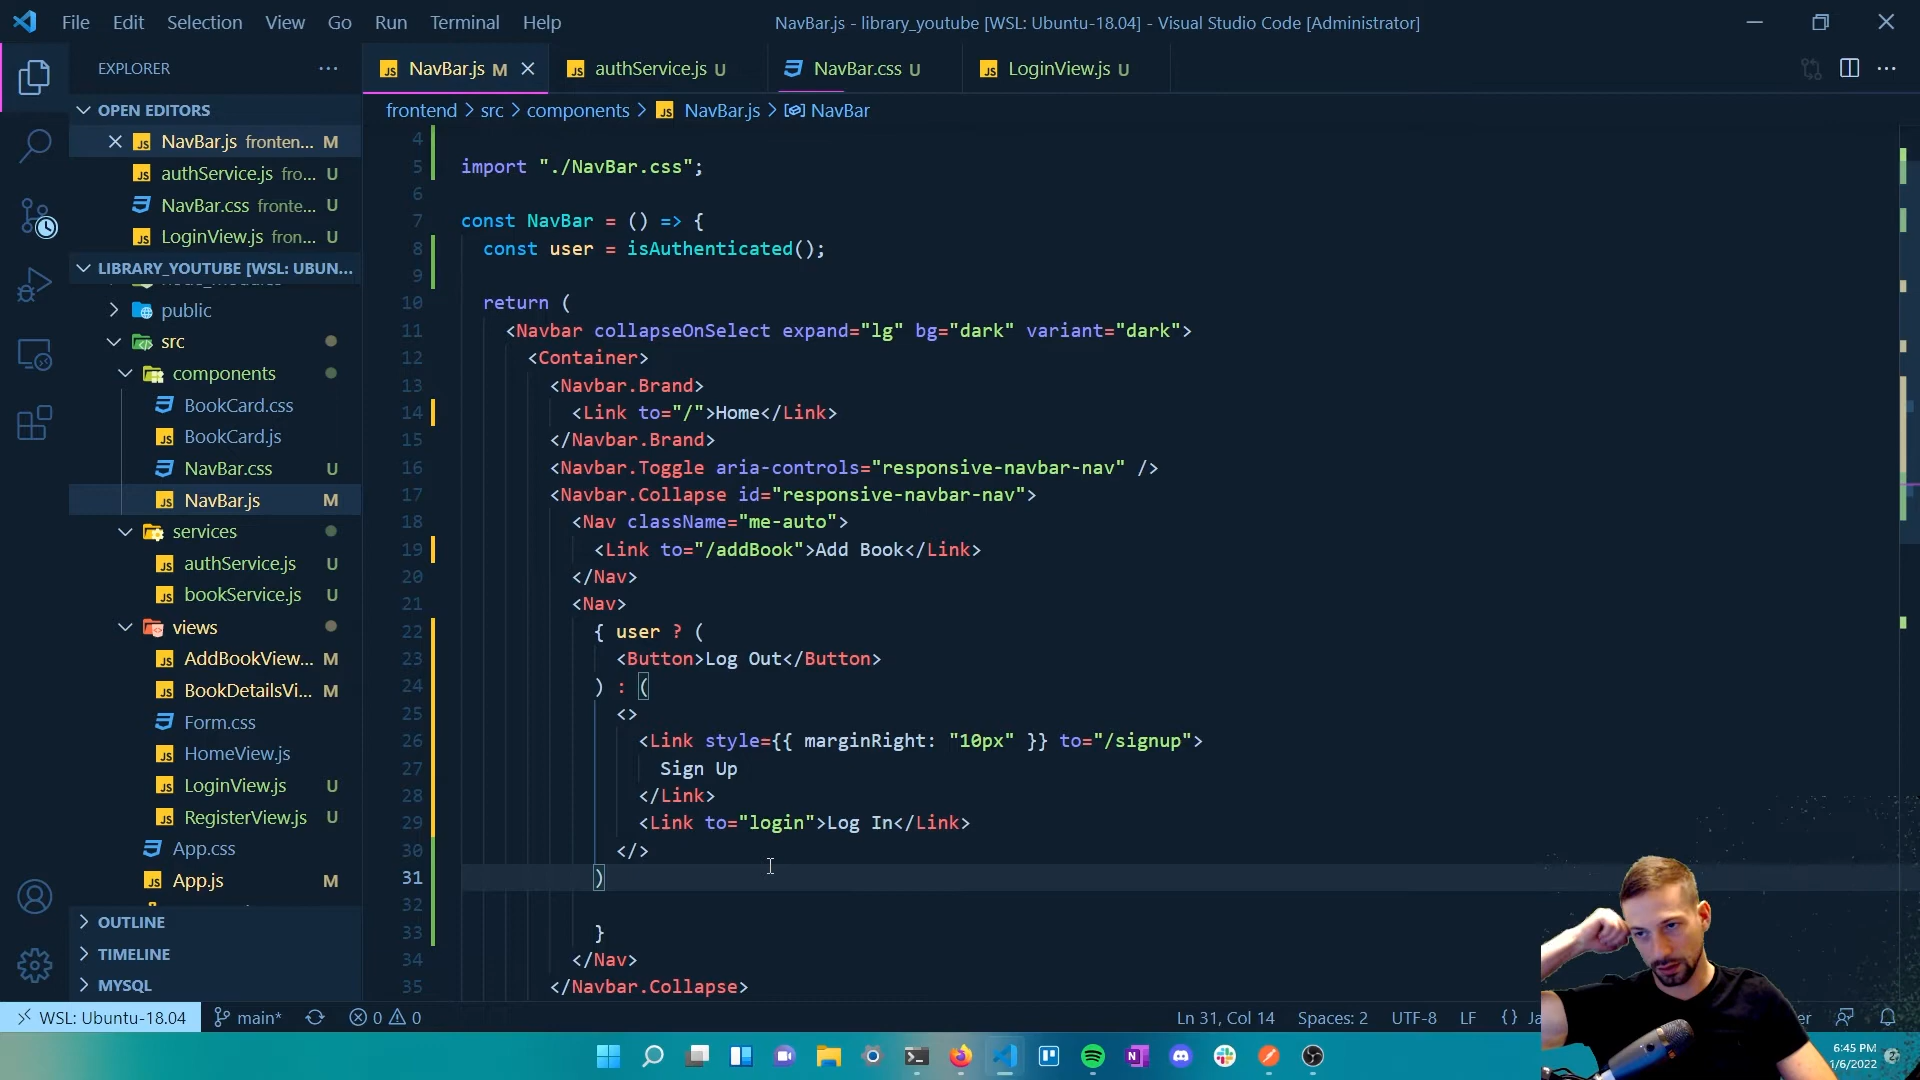 File Edit Selection View Go Run Terminal Help
NavBar.js - library_youtube [WSL: Ubuntu-18.04] - Visual Studio Code [Administrator]
EXPLORER
NavBar.js M
authService.js U
NavBar.css U
LoginView.js U
OPEN EDITORS
NavBar.js fronten... M
authService.js fro... U
NavBar.css fronte... U
LoginView.js fron... U
LIBRARY_YOUTUBE [WSL: UBUN...
public
src
components
BookCard.css
BookCard.js
NavBar.css U
NavBar.js M
services
authService.js U
bookService.js U
views
AddBookView... M
BookDetailsVi... M
Form.css
HomeView.js
LoginView.js U
RegisterView.js U
App.css
App.js M
OUTLINE
TIMELINE
MYSQL
frontend > src > components > NavBar.js > NavBar
4
5 import "./NavBar.css";
6
7 const NavBar = () => {
8 const user = isAuthenticated();
9
10 return (
11 <Navbar collapseOnSelect expand="lg" bg="dark" variant="dark">
12 <Container>
13 <Navbar.Brand>
14 <Link to="/">Home</Link>
15 </Navbar.Brand>
16 <Navbar.Toggle aria-controls="responsive-navbar-nav" />
17 <Navbar.Collapse id="responsive-navbar-nav">
18 <Nav className="me-auto">
19 <Link to="/addBook">Add Book</Link>
20 </Nav>
21 <Nav>
22 { user ? (
23 <Button>Log Out</Button>
24 ) : (
25 <>
26 <Link style={{ marginRight: "10px" }} to="/signup">
27 Sign Up
28 </Link>
29 <Link to="login">Log In</Link>
30 </>
31 )
32
33 }
34 </Nav>
35 </Navbar.Collapse>
WSL: Ubuntu-18.04 main* 0 0
Ln 31, Col 14 Spaces: 2 UTF-8 LF {}
6:45 PM
1/6/2022